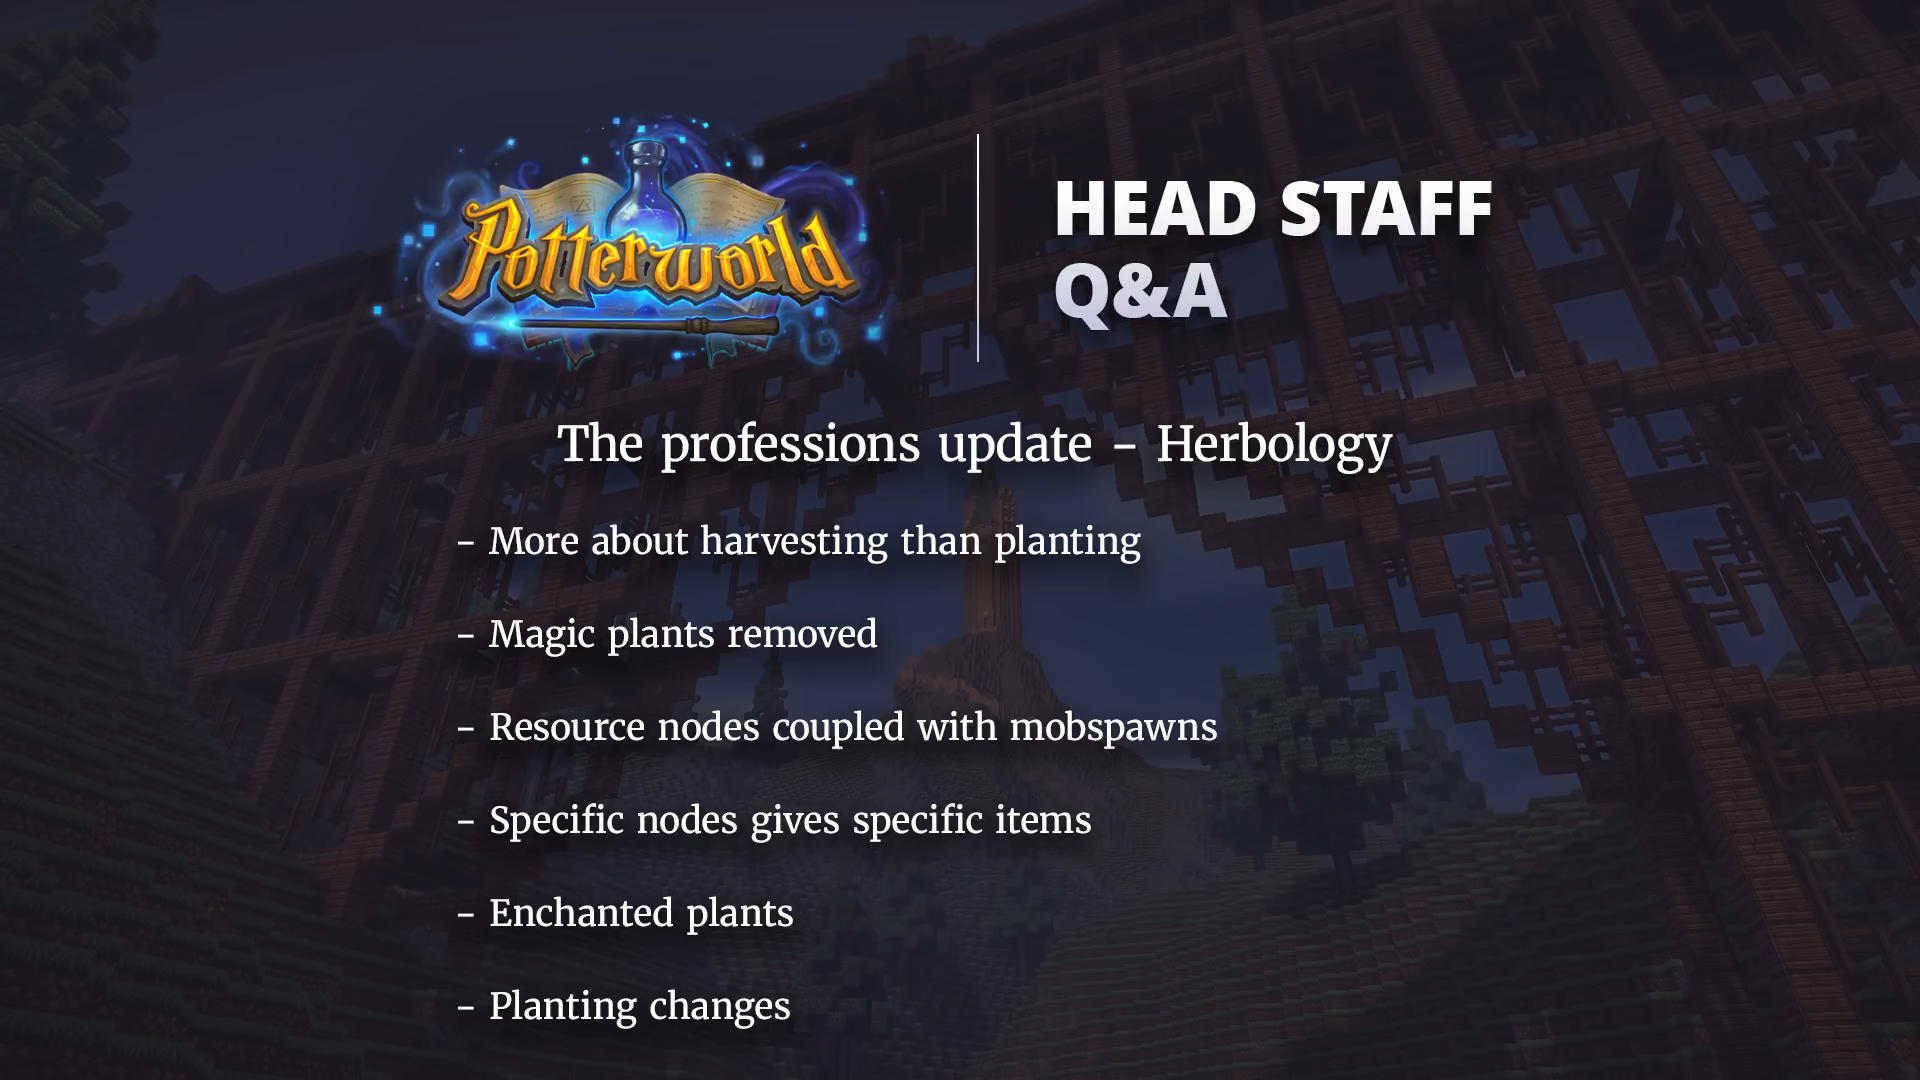 Potterworld
HEAD STAFF
Q&A
The professions update - Herbology
- More about harvesting than planting
- Magic plants removed
- Resource nodes coupled with mobspawns
- Specific nodes gives specific items
- Enchanted plants
- Planting changes